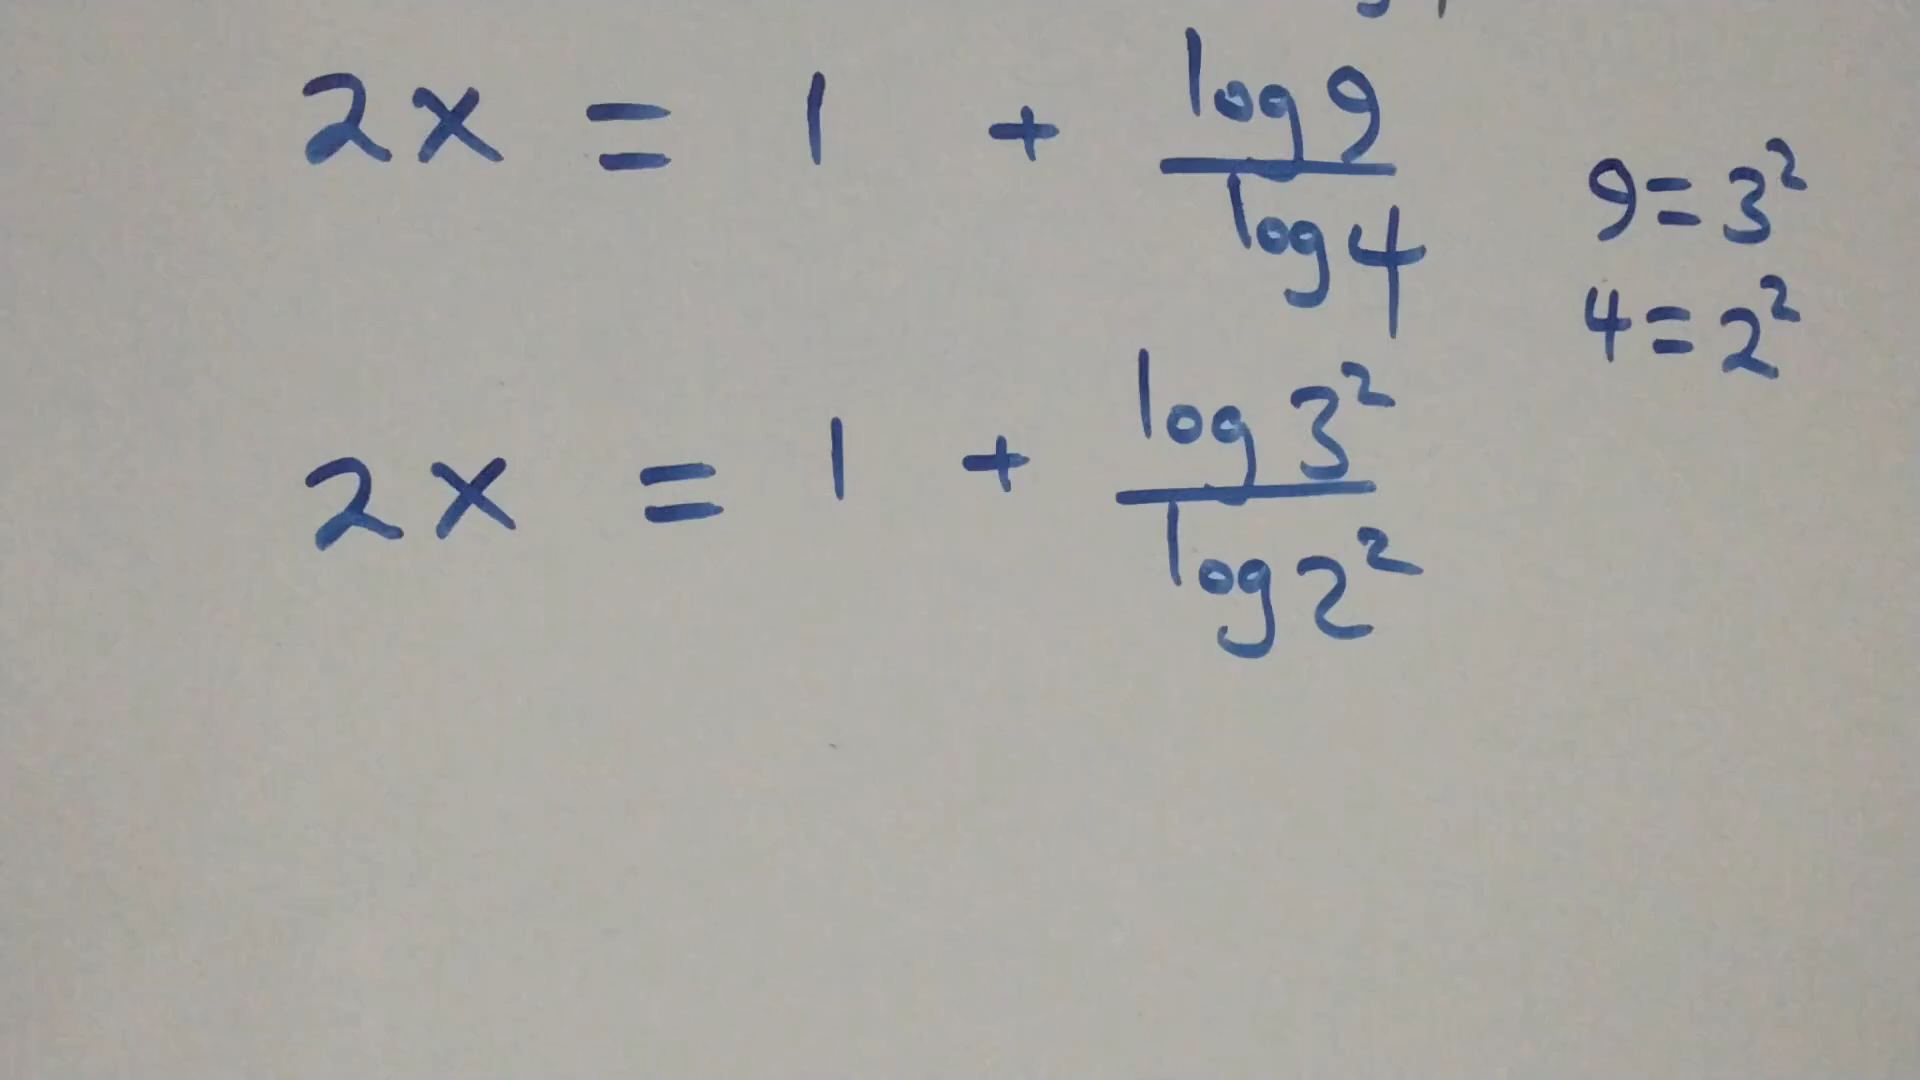 2x = 1 + log 9 / log 4
9 = 3²
4 = 2²
2x = 1 + log 3² / log 2²